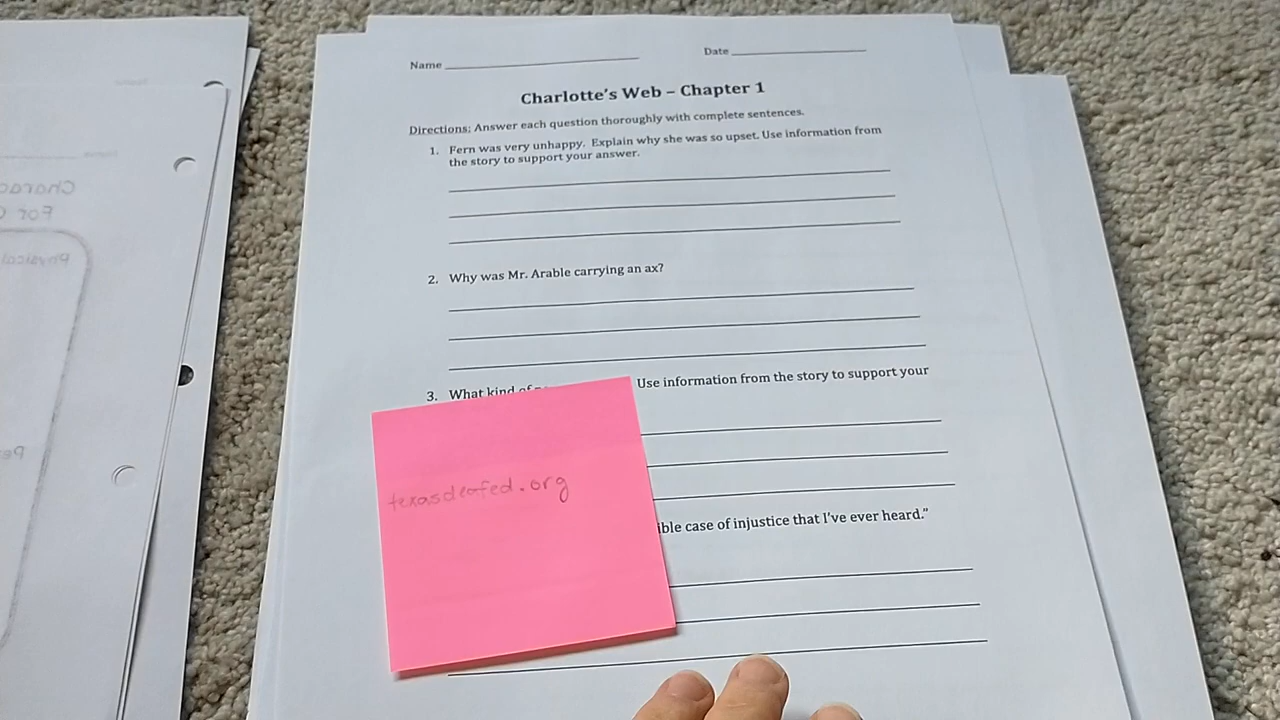 Name
Date
Charlotte's Web – Chapter 1
Directions: Answer each question thoroughly with complete sentences.
1. Fern was very unhappy. Explain why she was so upset. Use information from
the story to support your answer.
2. Why was Mr. Arable carrying an ax?
3. What kind of Use information from the story to support your
texasdeafed.org
case of injustice that I've ever heard."
For